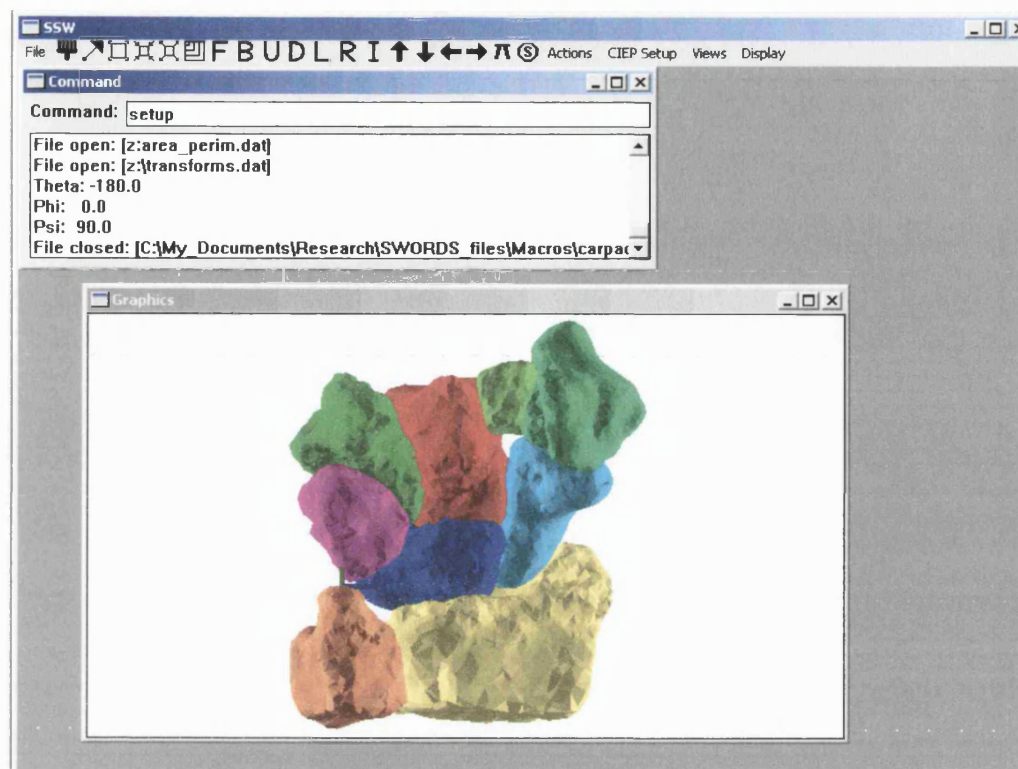 SSW
File F B U D L R I Actions CIEP Setup Views Display
Command
Command: setup
File open: [z:area_perim.dat]
File open: [z:\transforms.dat]
Theta: -180.0
Phi: 0.0
Psi: 90.0
File closed: [C:\My_Documents\Research\SWORDS_files\Macros\carpac
Graphics